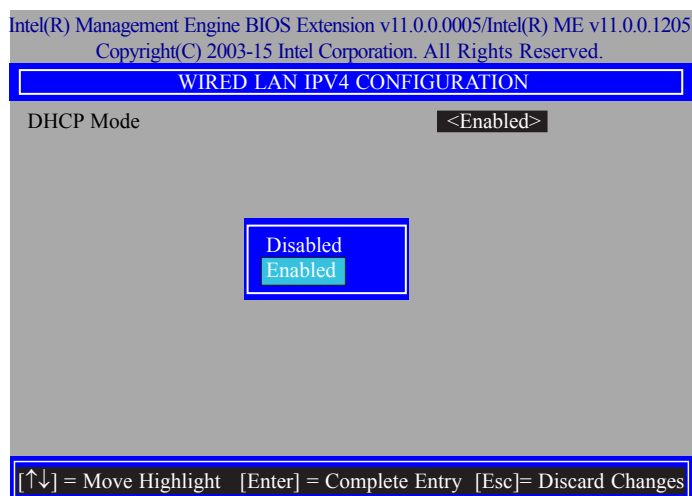 Intel(R) Management Engine BIOS Extension v11.0.0.0005/Intel(R) ME v11.0.0.1205
Copyright(C) 2003-15 Intel Corporation. All Rights Reserved.
WIRED LAN IPV4 CONFIGURATION
DHCP Mode <Enabled>
Disabled
Enabled
[↑↓] = Move Highlight [Enter] = Complete Entry [Esc]= Discard Changes